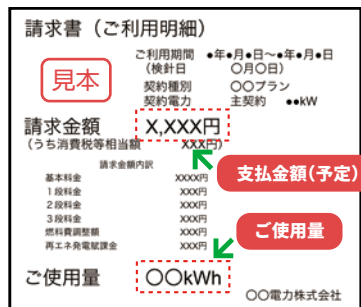 請求書（ご利用明細）
見本
ご利用期間 ●年●月●日～●年●月●日
（検針日 〇月〇日）
契約種別 〇〇プラン
契約電力 主契約 ●●kW
請求金額 X,XXX円
（うち消費税等相当額 XXX円）
支払金額（予定）
請求金額内訳
基本料金 XXXX円
1段料金 XXX円
2段料金 XXX円
3段料金 XXX円
燃料費調整額 XXX円
再エネ発電賦課金 XXX円
ご使用量
ご使用量 〇〇kWh
〇〇電力株式会社